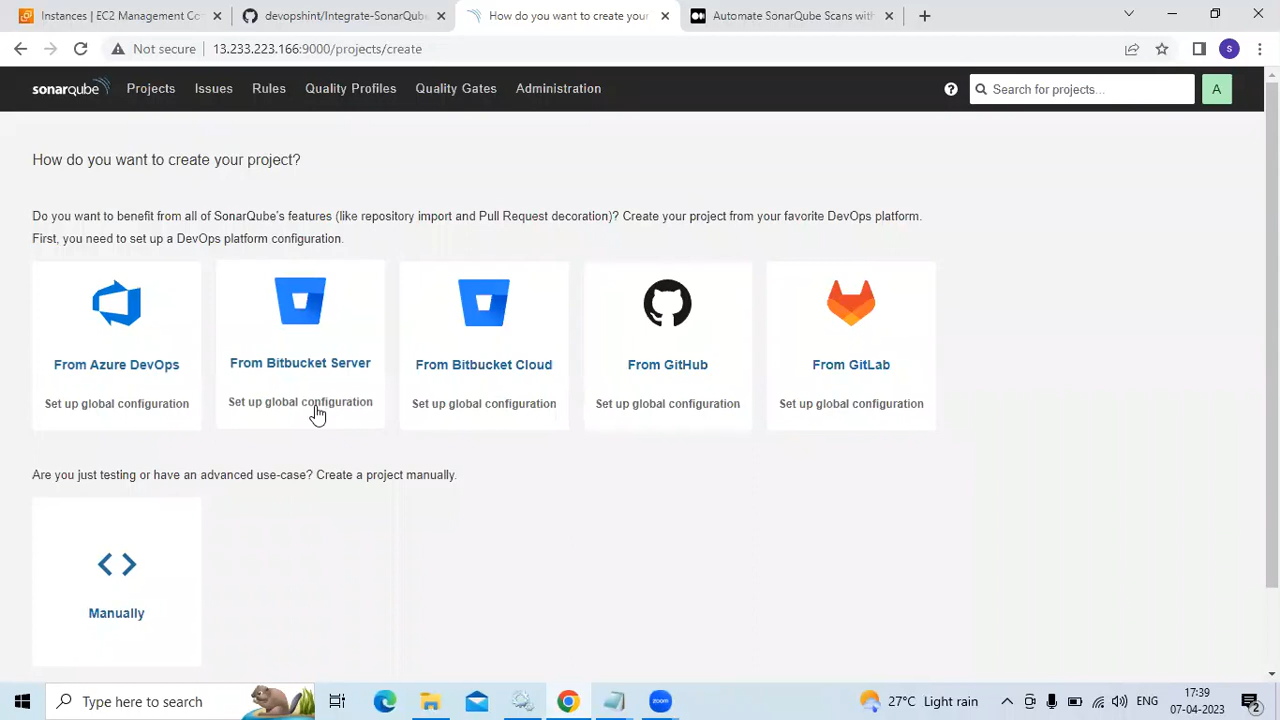 Instances | EC2 Management Co
devopshint/Integrate-SonarQube
How do you want to create your
Automate SonarQube Scans with
Not secure
13.233.223.166:9000/projects/create
S
sonarqube
Projects
Issues
Rules
Quality Profiles
Quality Gates
Administration
?
Search for projects...
A
How do you want to create your project?
Do you want to benefit from all of SonarQube's features (like repository import and Pull Request decoration)? Create your project from your favorite DevOps platform.
First, you need to set up a DevOps platform configuration.
From Azure DevOps
From Bitbucket Server
From Bitbucket Cloud
From GitHub
From GitLab
Set up global configuration
Set up global configuration
Set up global configuration
Set up global configuration
Set up global configuration
Are you just testing or have an advanced use-case? Create a project manually.
Manually
Type here to search
zoom
27°C Light rain
17:39
07-04-2023
2